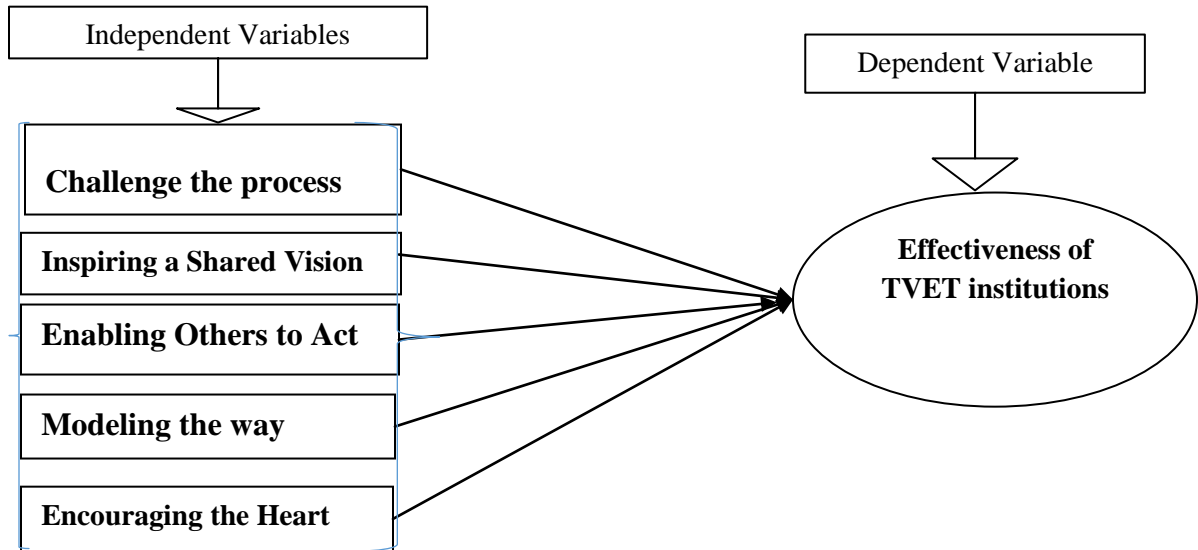 Independent Variables
Dependent Variable
Challenge the process
Inspiring a Shared Vision
Enabling Others to Act
Modeling the way
Encouraging the Heart
Effectiveness of
TVET institutions